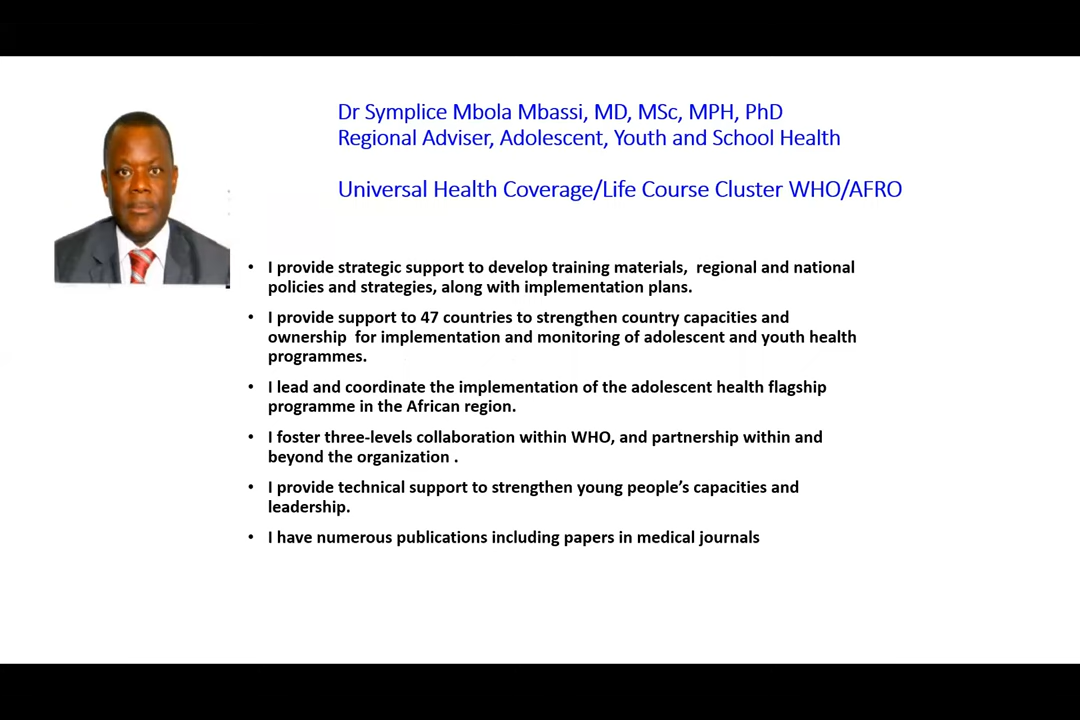 Dr Symplice Mbola Mbassi, MD, MSc, MPH, PhD
Regional Adviser, Adolescent, Youth and School Health
Universal Health Coverage/Life Course Cluster WHO/AFRO
• I provide strategic support to develop training materials,  regional and national
policies and strategies, along with implementation plans.
• I provide support to 47 countries to strengthen country capacities and
ownership  for implementation and monitoring of adolescent and youth health
programmes.
• I lead and coordinate the implementation of the adolescent health flagship
programme in the African region.
• I foster three-levels collaboration within WHO, and partnership within and
beyond the organization .
• I provide technical support to strengthen young people’s capacities and
leadership.
• I have numerous publications including papers in medical journals